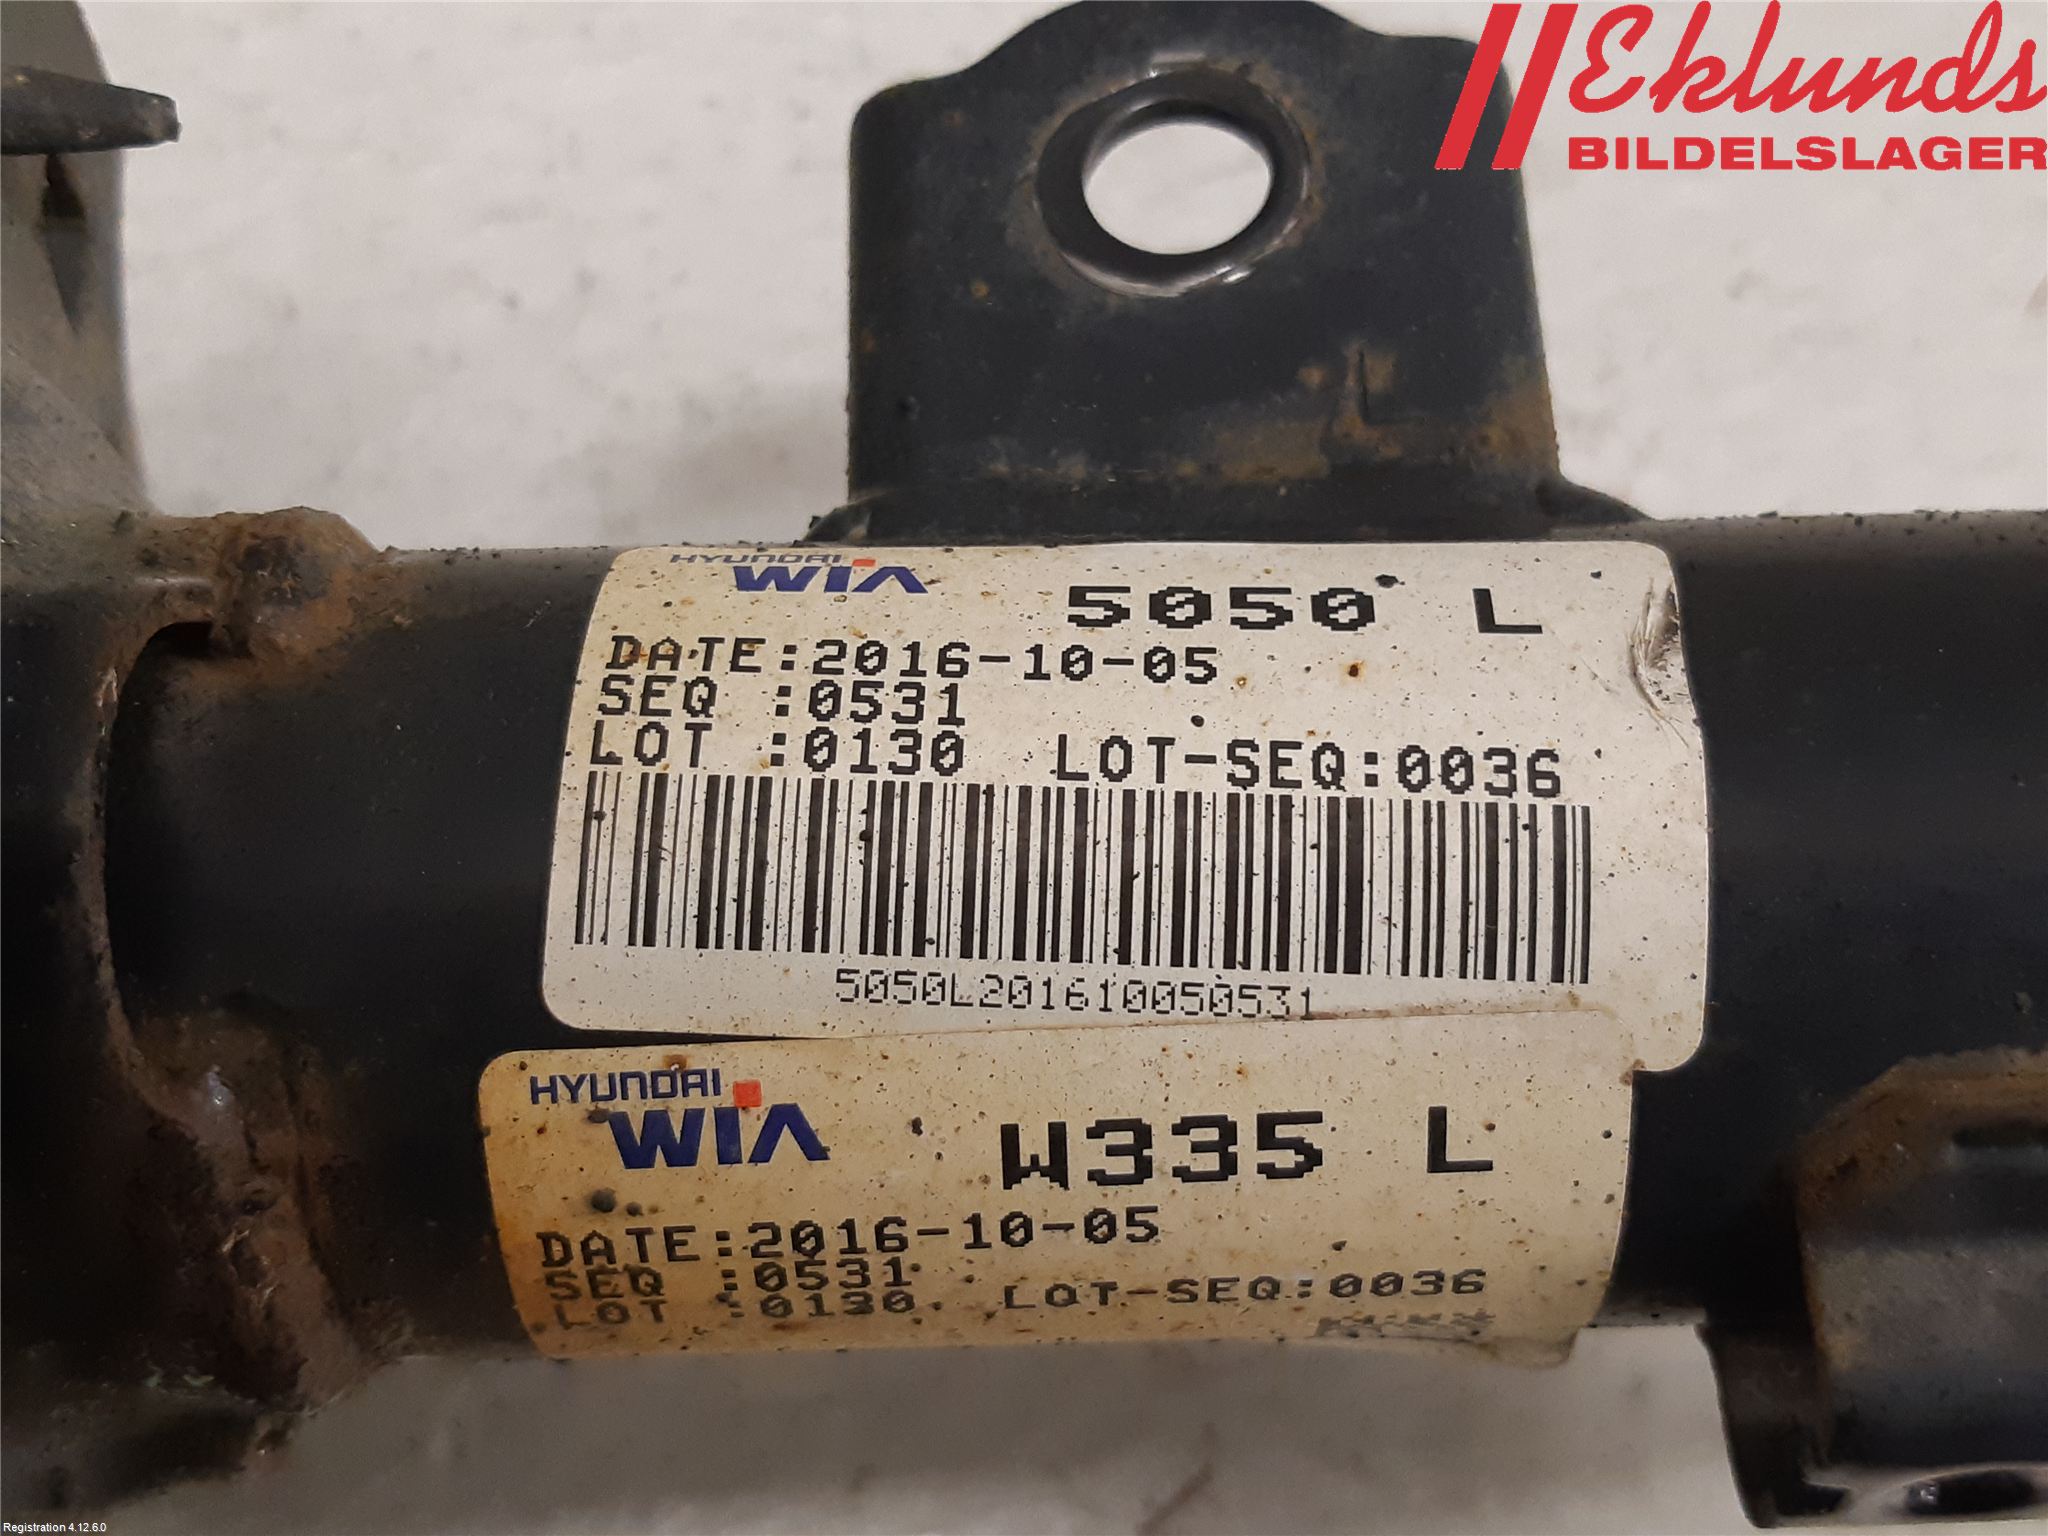 Eklunds
BILDELSLAGER
L
HYUNDAI
WIA
5050 L
DATE:2016-10-05
SEQ :0531
LOT :0130 LOT-SEQ:0036
5050L201610050531
HYUNDAI
WIA
W335 L
DATE:2016-10-05
SEQ :0531
LOT :0130 LOT-SEQ:0036
Registration 4.12.6.0